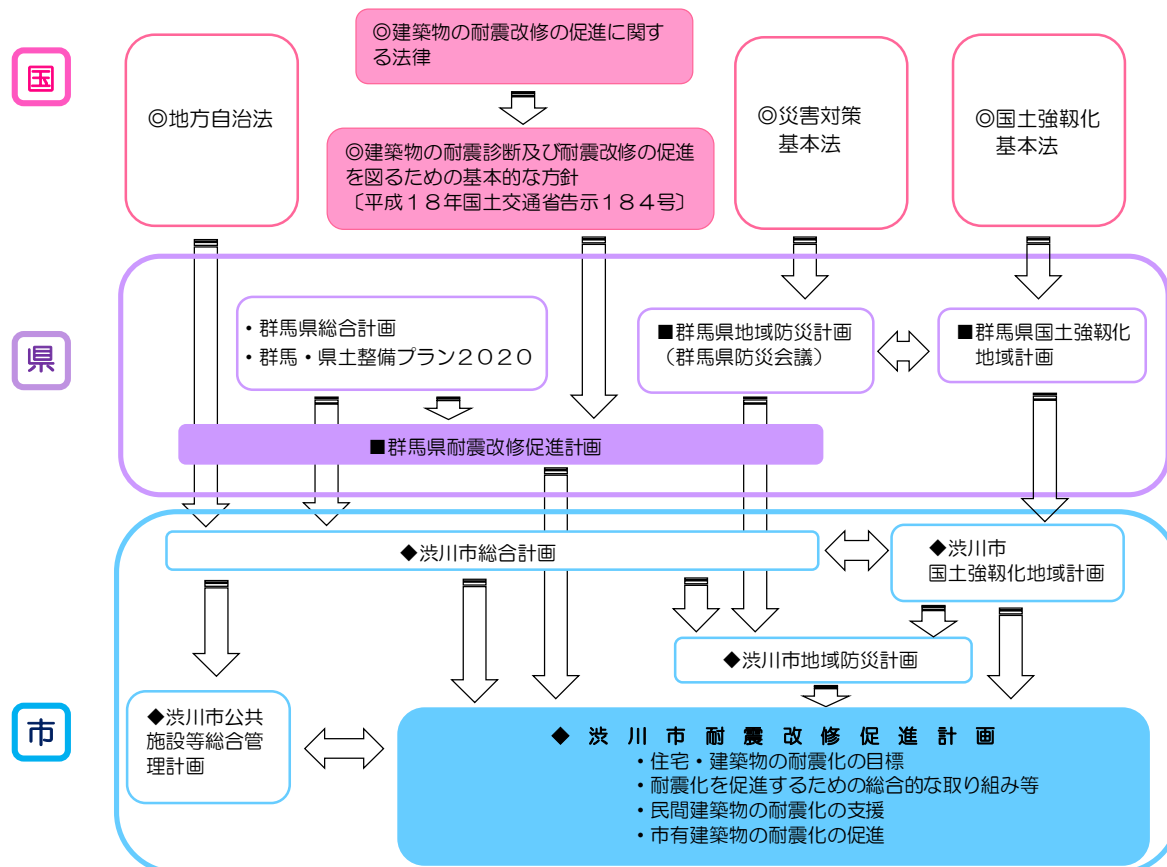 国
◎地方自治法
◎建築物の耐震改修の促進に関す
る法律
◎建築物の耐震診断及び耐震改修の促進
を図るための基本的な方針
〔平成１８年国土交通省告示１８４号〕
◎災害対策
基本法
◎国土強靱化
基本法
県
・群馬県総合計画
・群馬・県土整備プラン２０２０
■群馬県地域防災計画
（群馬県防災会議）
■群馬県国土強靱化
地域計画
■群馬県耐震改修促進計画
市
◆渋川市総合計画
◆渋川市
国土強靱化地域計画
◆渋川市地域防災計画
◆渋川市公共
施設等総合管
理計画
◆渋川市耐震改修促進計画
・住宅・建築物の耐震化の目標
・耐震化を促進するための総合的な取り組み等
・民間建築物の耐震化の支援
・市有建築物の耐震化の促進